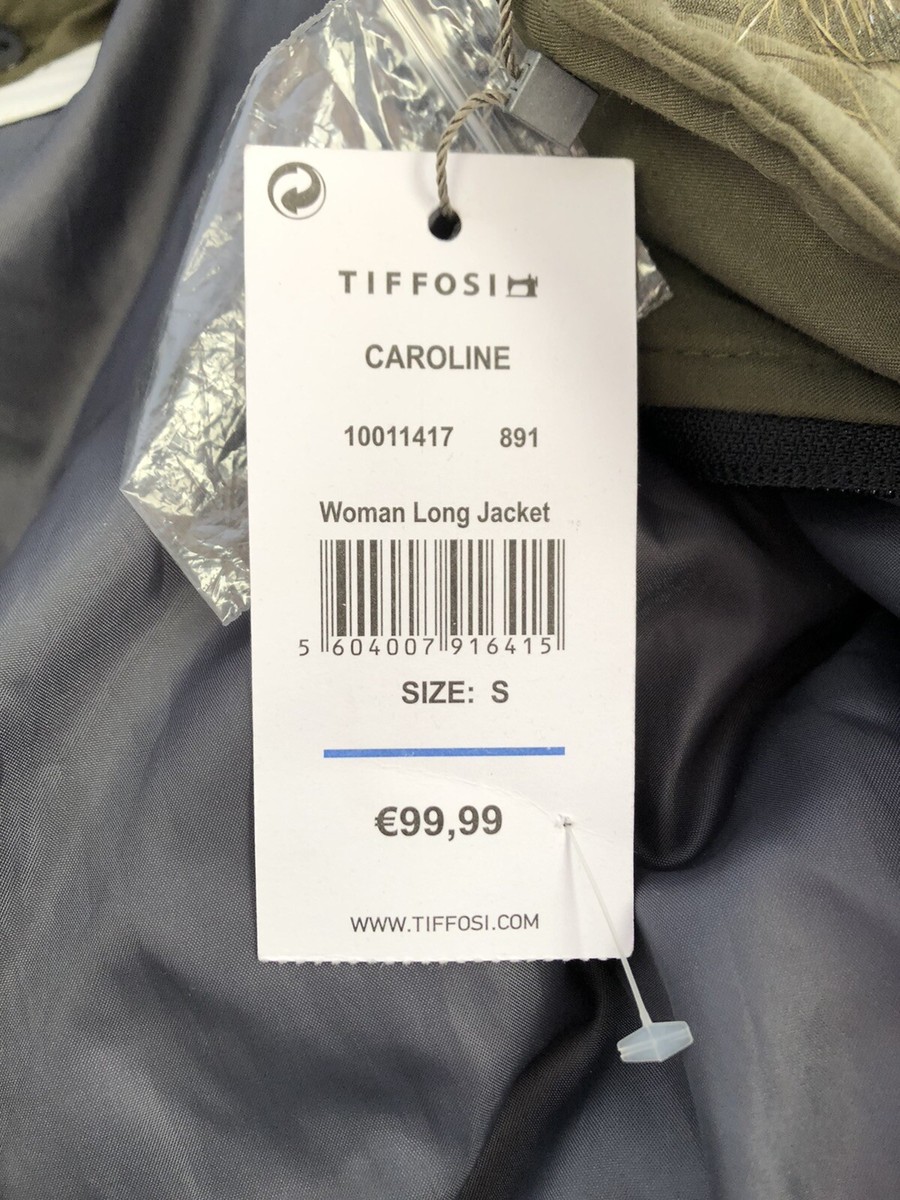 TIFFOSI
CAROLINE
10011417 891
Woman Long Jacket
5 604007 916415
SIZE: S
€99,99
WWW.TIFFOSI.COM